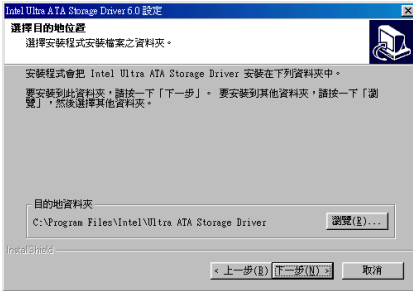 Intel Ultra ATA Storage Driver 6.0 設定
選擇目的地位置
選擇安裝程式安裝檔案之資料夾。
安裝程式會把 Intel Ultra ATA Storage Driver 安裝在下列資料夾中。
要安裝到此資料夾，請按一下「下一步」。 要安裝到其他資料夾，請按一下「瀏
覽」，然後選擇其他資料夾。
目的地資料夾
C:\Program Files\Intel\Ultra ATA Storage Driver
瀏覽(R)...
InstallShield
< 上一步(B)
下一步(N) >
取消